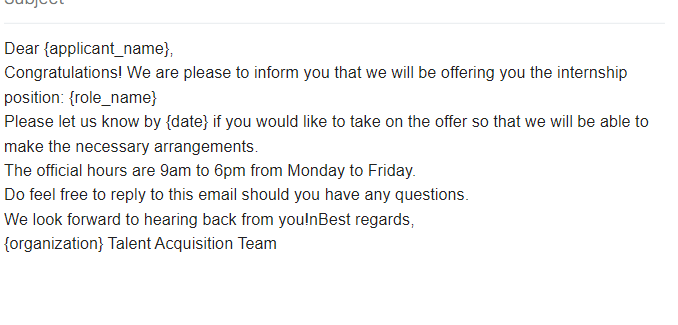 Subject
Dear {applicant_name},
Congratulations! We are please to inform you that we will be offering you the internship
position: {role_name}
Please let us know by {date} if you would like to take on the offer so that we will be able to
make the necessary arrangements.
The official hours are 9am to 6pm from Monday to Friday.
Do feel free to reply to this email should you have any questions.
We look forward to hearing back from you!nBest regards,
{organization} Talent Acquisition Team